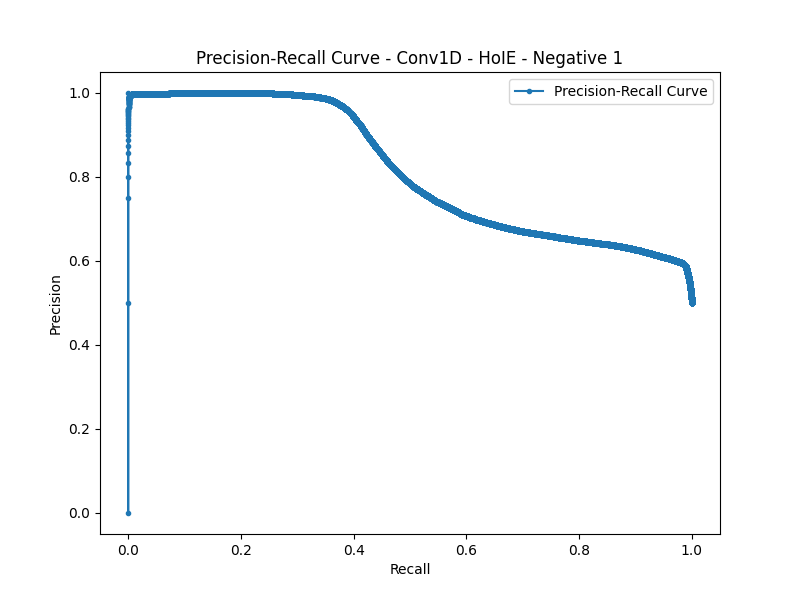 Precision-Recall Curve - Conv1D - HolE - Negative 1
Precision-Recall Curve
1.0
0.8
0.6
0.4
0.2
0.0
Precision
0.0 0.2 0.4 0.6 0.8 1.0
Recall